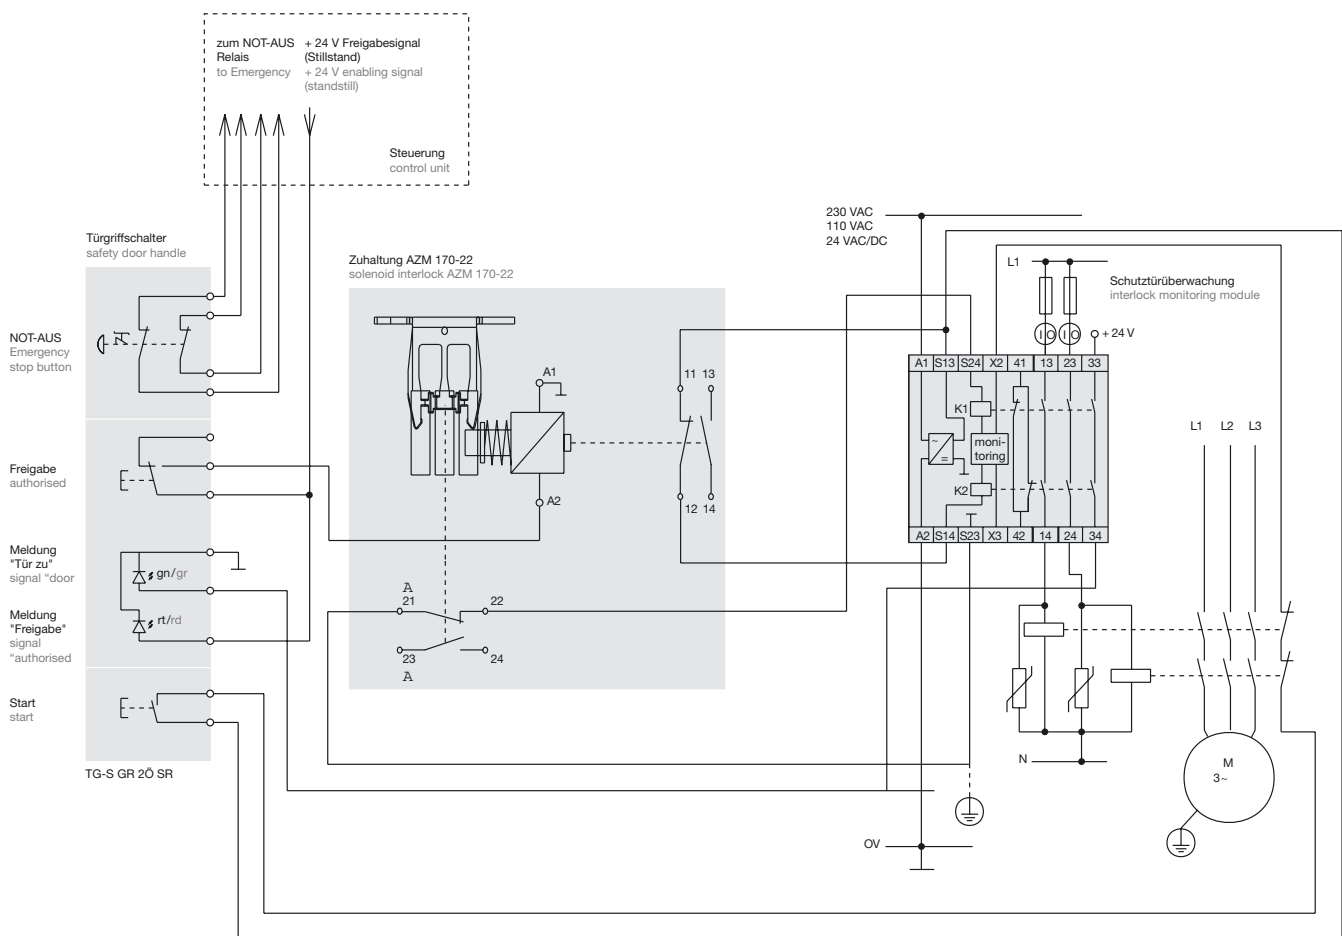 zum NOT-AUS
Relais
to Emergency
+ 24 V Freigabesignal
(Stillstand)
+ 24 V enabling signal
(standstill)
Steuerung
control unit
Türgriffschalter
safety door handle
NOT-AUS
Emergency
stop button
Freigabe
authorised
Meldung
"Tür zu"
signal “door
gn/gr
Meldung
"Freigabe"
signal
“authorised
rt/rd
Start
start
TG-S GR 2Ö SR
Zuhaltung AZM 170-22
solenoid interlock AZM 170-22
A1
A2
11 13
12 14
A
21
22
23
24
A
230 VAC
110 VAC
24 VAC/DC
L1
Schutztürüberwachung
interlock monitoring module
I O I O
+ 24 V
A1 S13 S24 X2 41 13 23 33
K1
~
=
moni-
toring
K2
A2 S14 S23 X3 42 14 24 34
L1 L2 L3
N
M
3~
OV